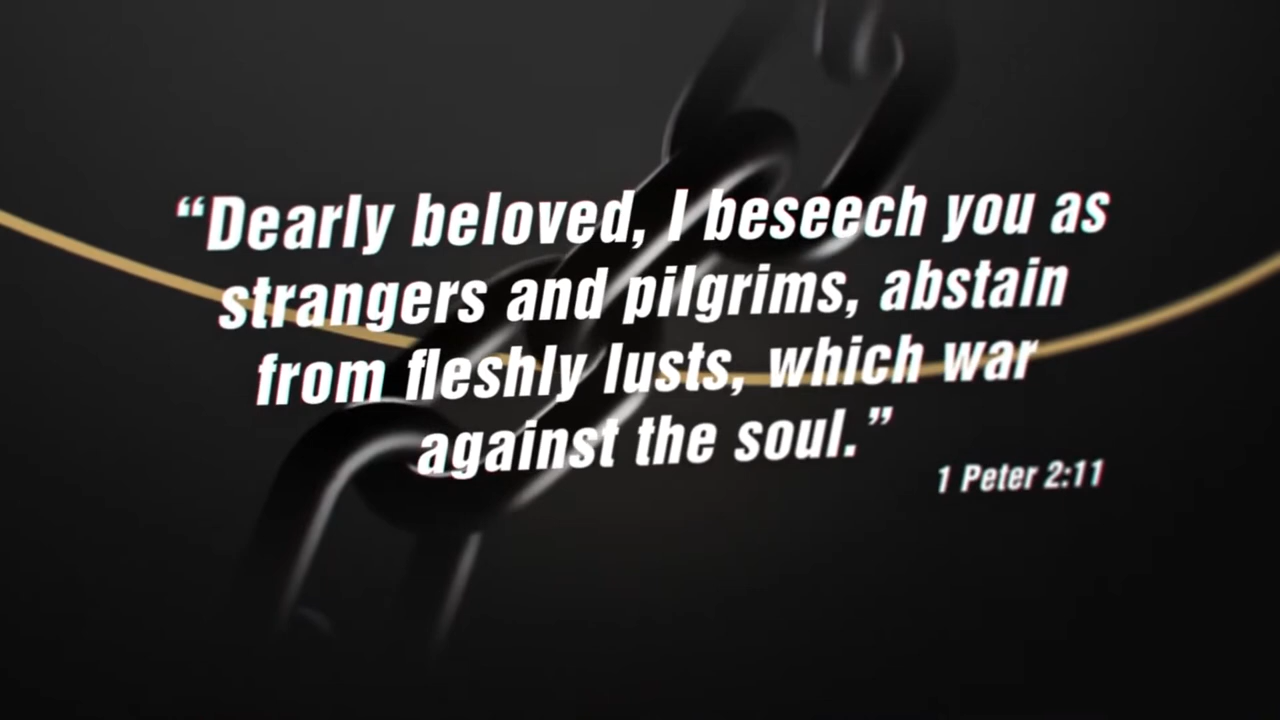 “Dearly beloved, I beseech you as
strangers and pilgrims, abstain
from fleshly lusts, which war
against the soul.”
1 Peter 2:11